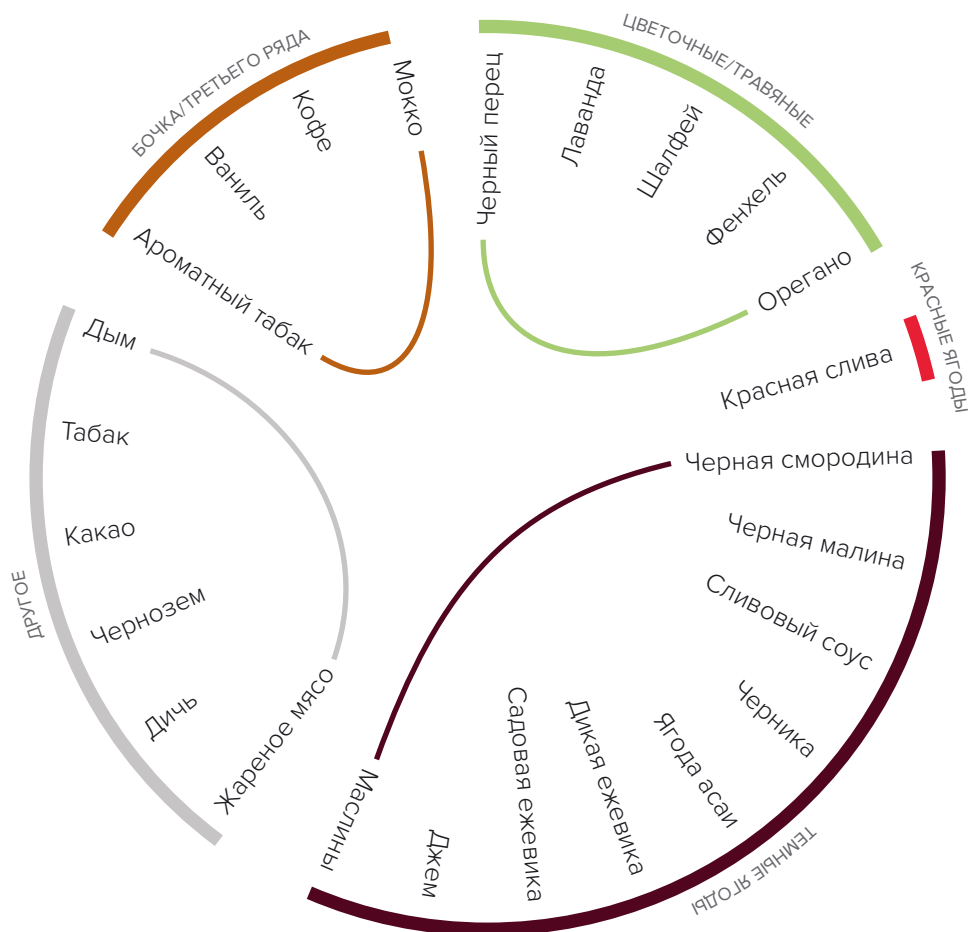 ЦВЕТОЧНЫЕ/ТРАВЯНЫЕ
Черный перец
Лаванда
Шалфей
Фенхель
Орегано
КРАСНЫЕ ЯГОДЫ
Красная слива
ТЕМНЫЕ ЯГОДЫ
Черная смородина
Черная малина
Сливовый соус
Черника
Ягода асаи
Дикая ежевика
Садовая ежевика
Джем
Маслины
ДРУГОЕ
Жареное мясо
Дичь
Чернозем
Какао
Табак
Дым
БОЧКА/ТРЕТЬЕГО РЯДА
Ароматный табак
Ваниль
Кофе
Мокко